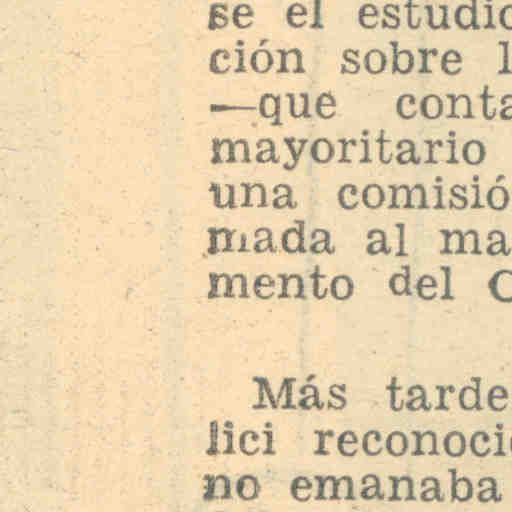 se el estudio
ción sobre l
—que conta
mayoritario
una comisió
mada al ma
mento del C
Más tarde
lici reconoci
no emanaba